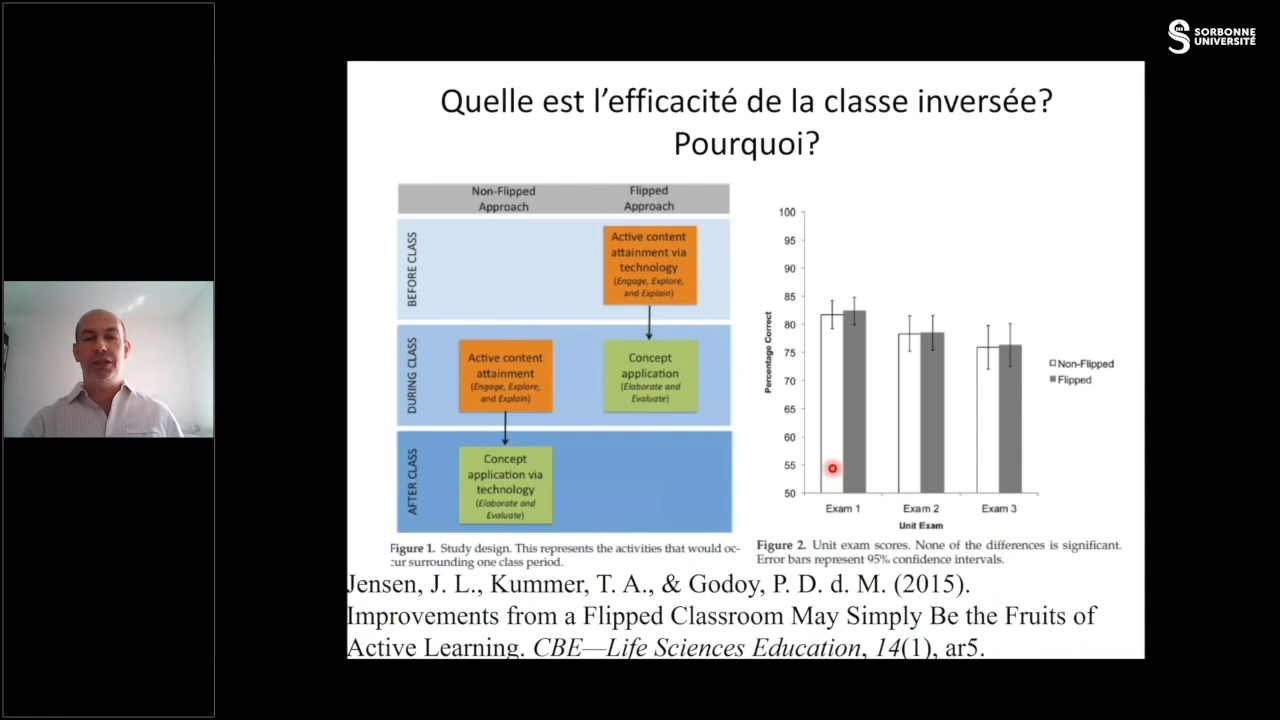 SORBONNE
UNIVERSITÉ
Quelle est l’efficacité de la classe inversée?
Pourquoi?
Non-Flipped
Approach
Flipped
Approach
BEFORE CLASS
Active content
attainment via
technology
(Engage, Explore,
and Explain)
DURING CLASS
Active content
attainment
(Engage, Explore,
and Explain)
Concept
application
(Elaborate and
Evaluate)
AFTER CLASS
Concept
application via
technology
(Elaborate and
Evaluate)
Figure 1. Study design. This represents the activities that would oc-
cur surrounding one class period.
Percentage Correct
100
95
90
85
80
75
70
65
60
55
50
Exam 1
Exam 2
Exam 3
Unit Exam
Non-Flipped
Flipped
Figure 2. Unit exam scores. None of the differences is significant.
Error bars represent 95% confidence intervals.
Jensen, J. L., Kummer, T. A., & Godoy, P. D. d. M. (2015).
Improvements from a Flipped Classroom May Simply Be the Fruits of
Active Learning. CBE—Life Sciences Education, 14(1), ar5.